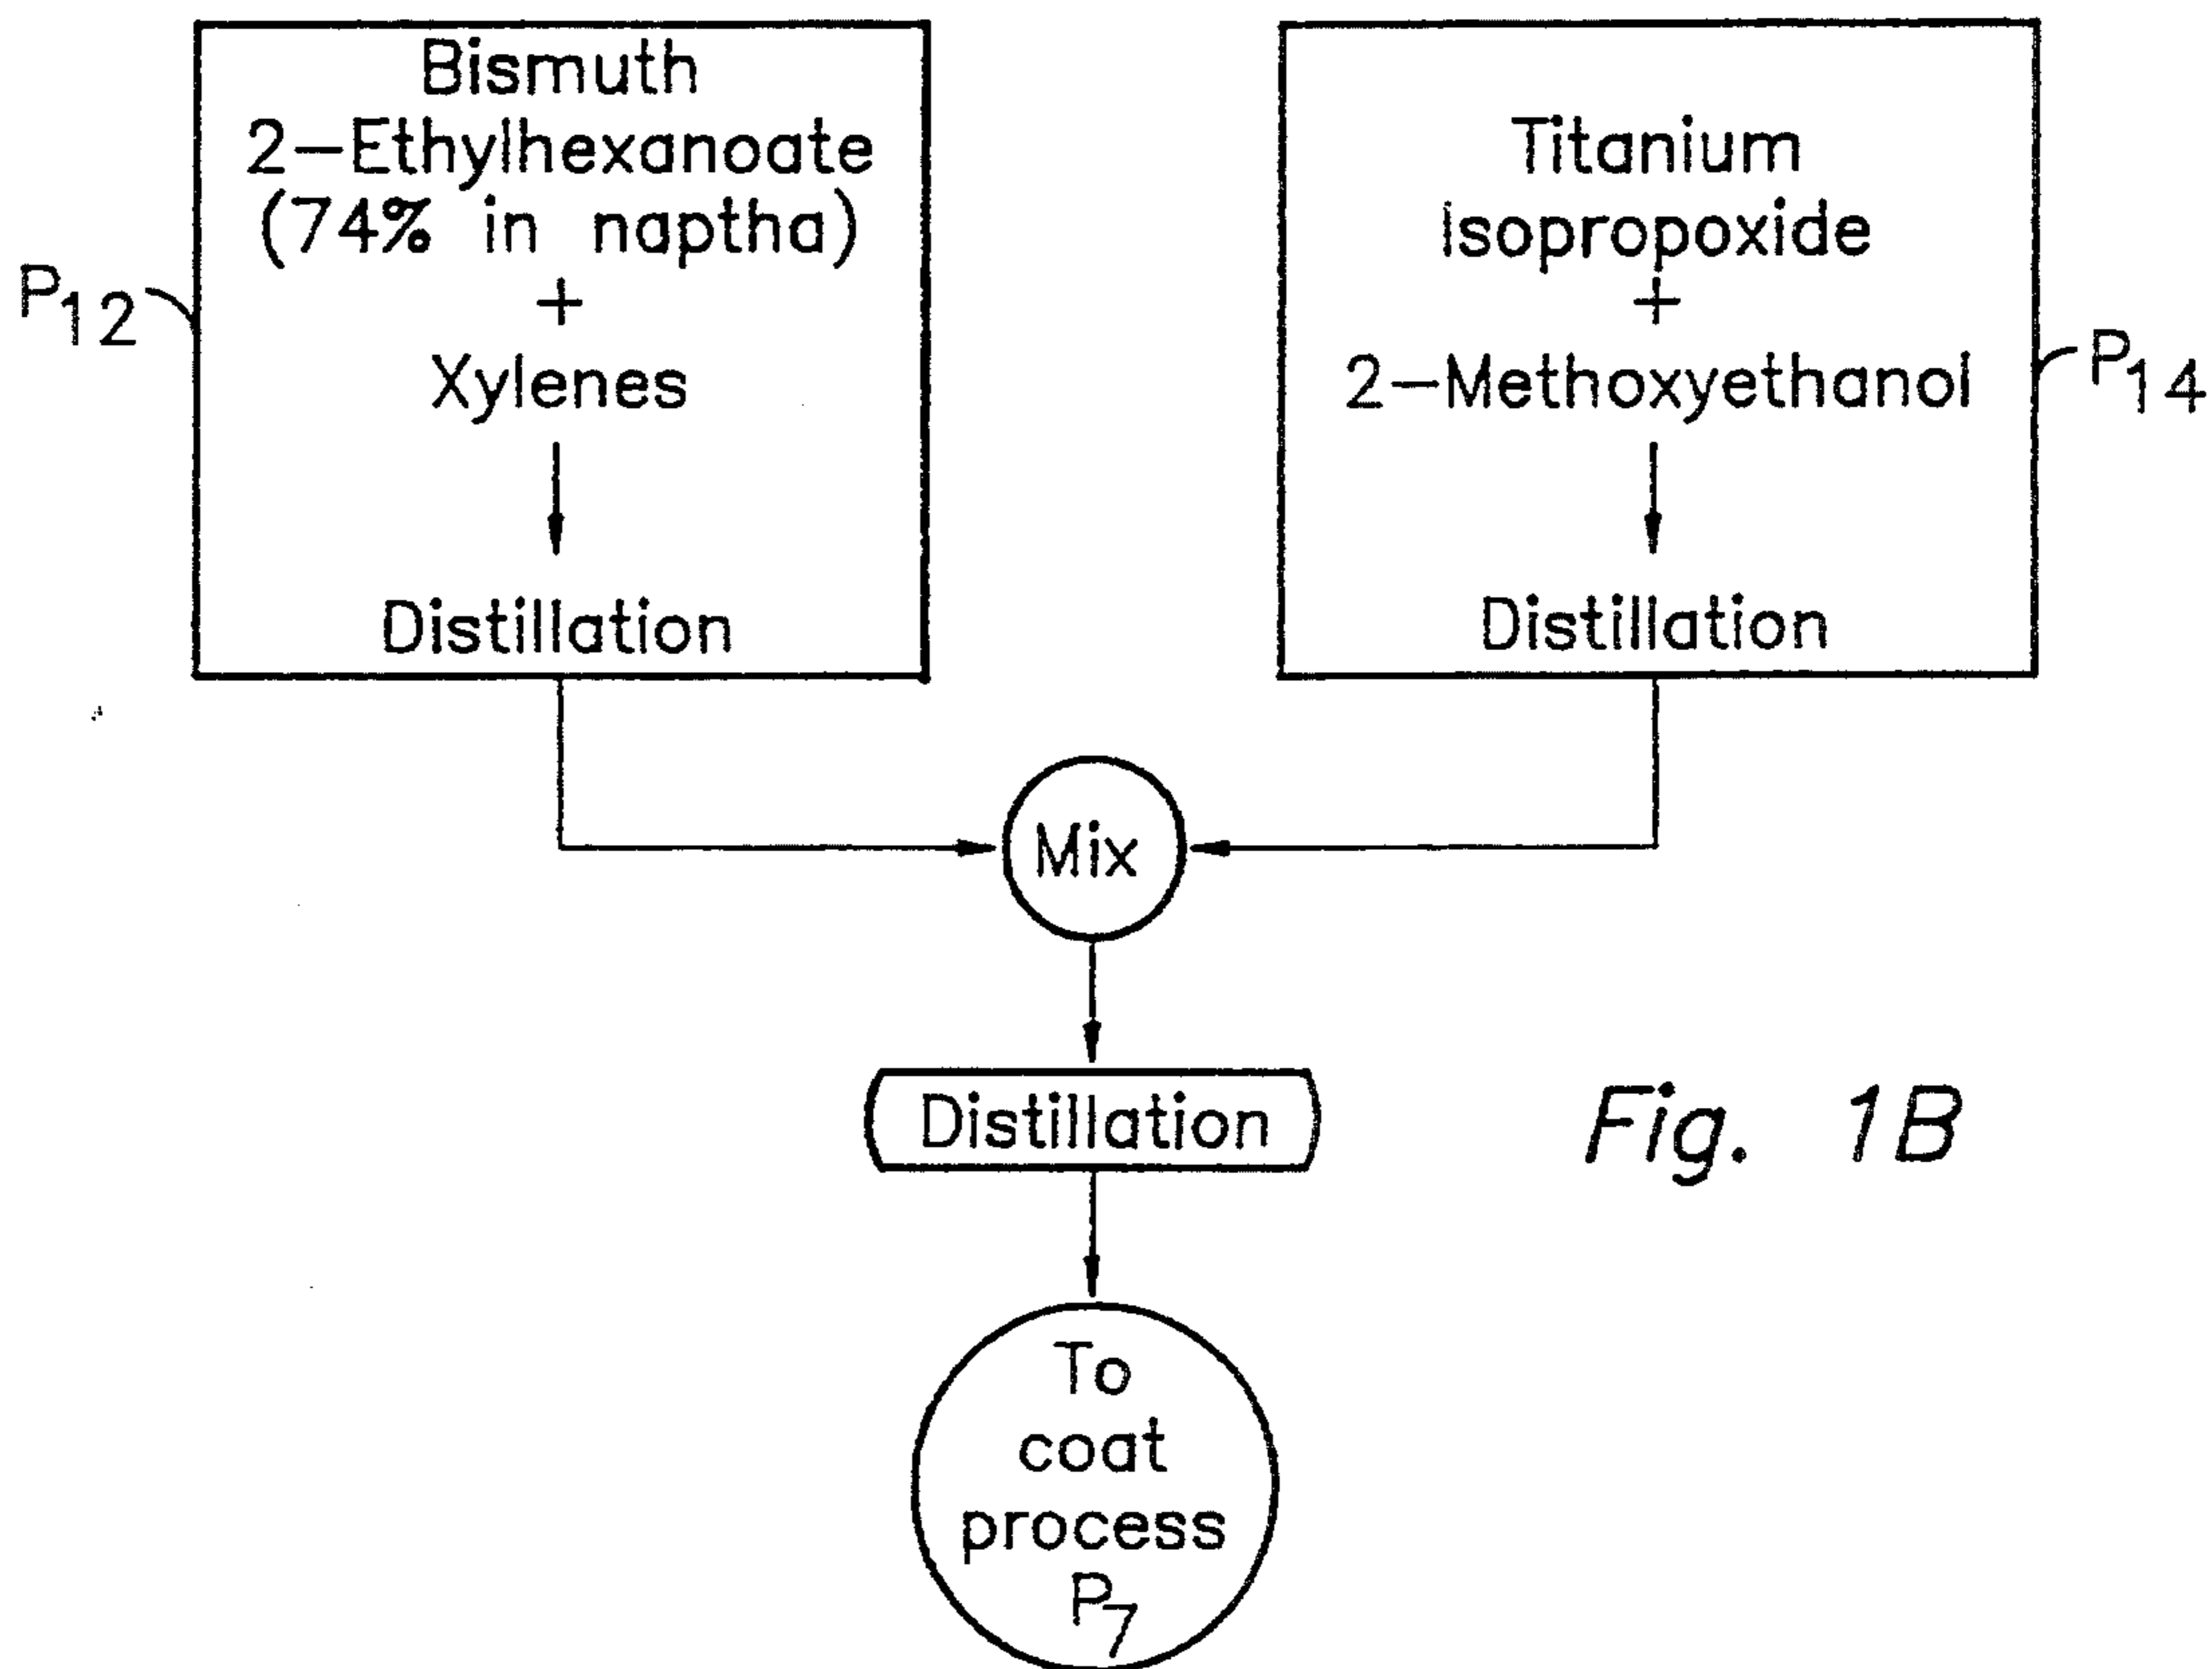 Bismuth
2-Ethylhexanoate
(74% in naptha)
+
Xylenes
Distillation
P12
Titanium
isopropoxide
+
2-Methoxyethanol
Distillation
P14
Mix
Distillation
To
coat
process
P7
Fig. 1B